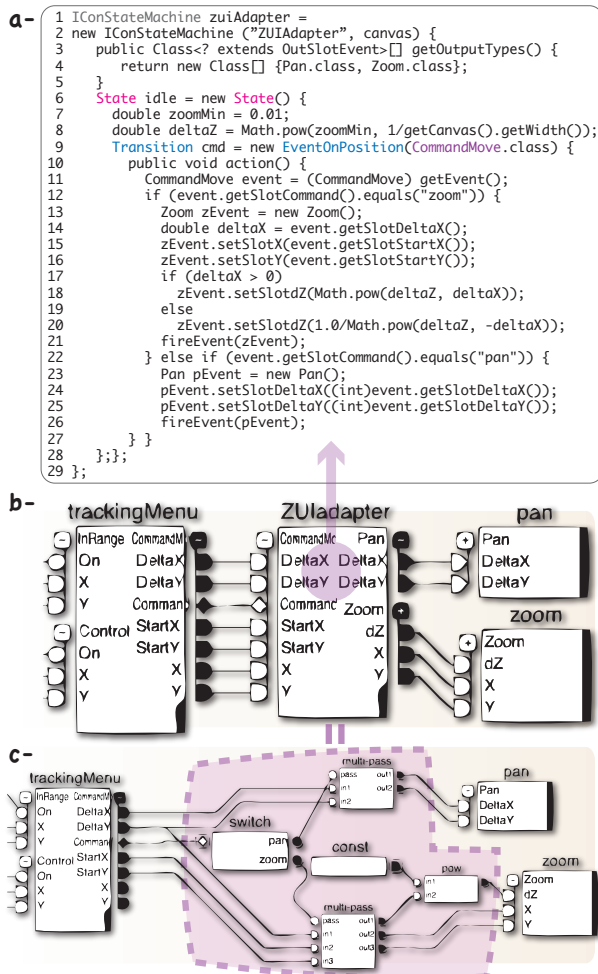 a-
1 IConStateMachine zuiAdapter =
2 new IConStateMachine ("ZUIAdapter", canvas) {
3 public Class<? extends OutSlotEvent>[] getOutputTypes() {
4 return new Class[] {Pan.class, Zoom.class};
5 }
6 State idle = new State() {
7 double zoomMin = 0.01;
8 double deltaZ = Math.pow(zoomMin, 1/getCanvas().getWidth());
9 Transition cmd = new EventOnPosition(CommandMove.class) {
10 public void action() {
11 CommandMove event = (CommandMove) getEvent();
12 if (event.getSlotCommand().equals("zoom")) {
13 Zoom zEvent = new Zoom();
14 double deltaX = event.getSlotDeltaX();
15 zEvent.setSlotX(event.getSlotStartX());
16 zEvent.setSlotY(event.getSlotStartY());
17 if (deltaX > 0)
18 zEvent.setSlotdZ(Math.pow(deltaZ, deltaX));
19 else
20 zEvent.setSlotdZ(1.0/Math.pow(deltaZ, -deltaX));
21 fireEvent(zEvent);
22 } else if (event.getSlotCommand().equals("pan")) {
23 Pan pEvent = new Pan();
24 pEvent.setSlotDeltaX((int)event.getSlotDeltaX());
25 pEvent.setSlotDeltaY((int)event.getSlotDeltaY());
26 fireEvent(pEvent);
27 } }
28 };};
29 };
b-
trackingMenu
InRange CommandM
On DeltaX
X DeltaY
Y Command
Control StartX
On StartY
X X
Y Y
ZUIadapter
CommandMo Pan
DeltaX DeltaX
DeltaY DeltaY
Command Zoom
StartX dZ
StartY X
X Y
Y
pan
Pan
DeltaX
DeltaY
zoom
Zoom
dZ
X
Y
c-
trackingMenu
InRange CommandM
On DeltaX
X DeltaY
Y Command
Control StartX
On StartY
X X
Y Y
switch
pan
zoom
multi-pass
pass out1
in1 out2
in2
const
pow
in1
in2
multi-pass
pass out1
in1 out2
in2 out3
in3
pan
Pan
DeltaX
DeltaY
zoom
Zoom
dZ
X
Y